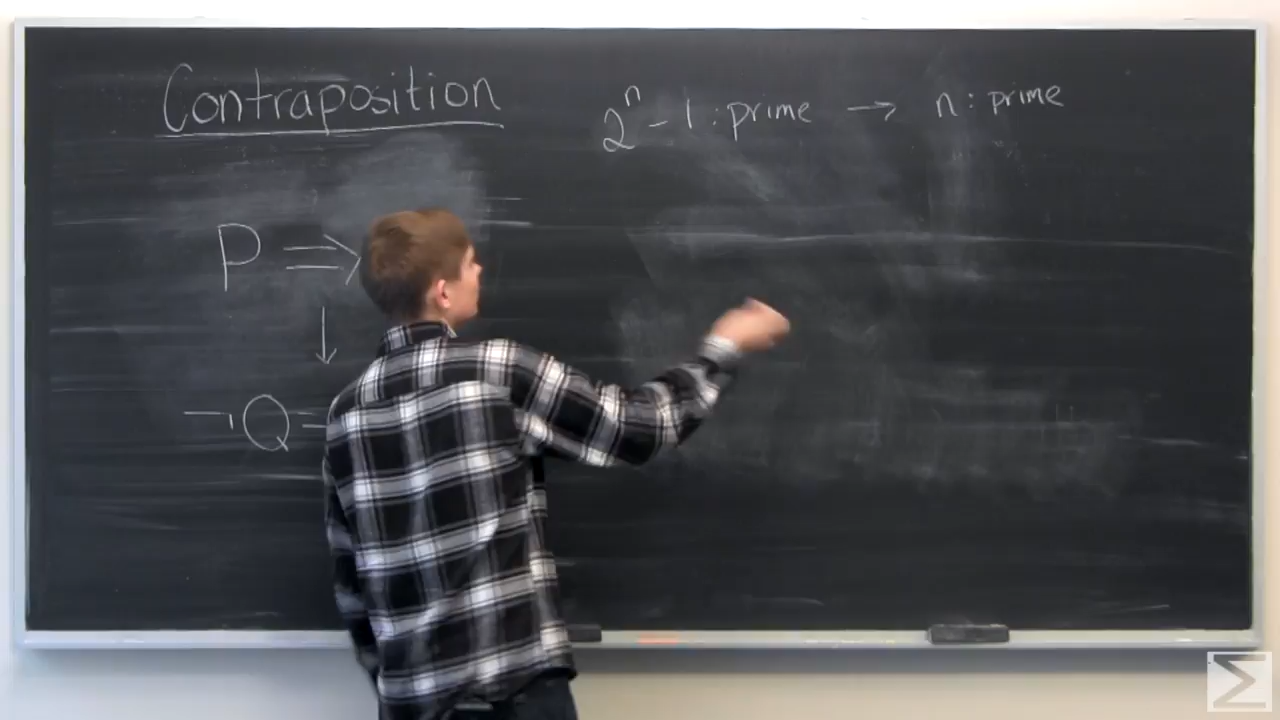 Contraposition
2ⁿ - 1 : prime → n : prime
P ⇒
↓
¬Q =
Σ